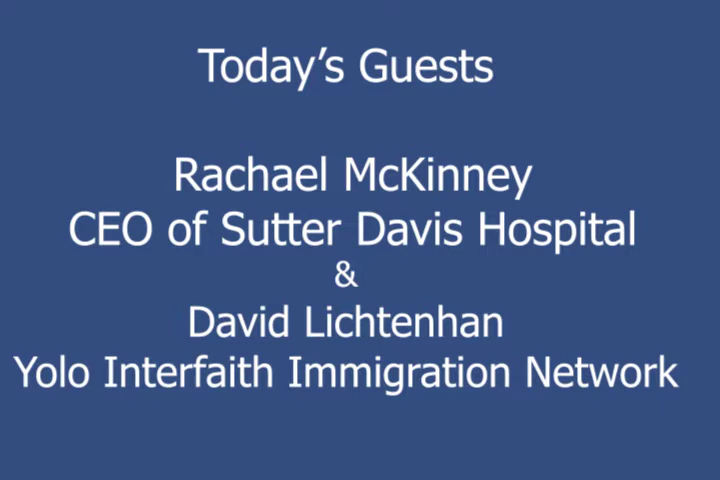 Today’s Guests
Rachael McKinney
CEO of Sutter Davis Hospital
&
David Lichtenhan
Yolo Interfaith Immigration Network